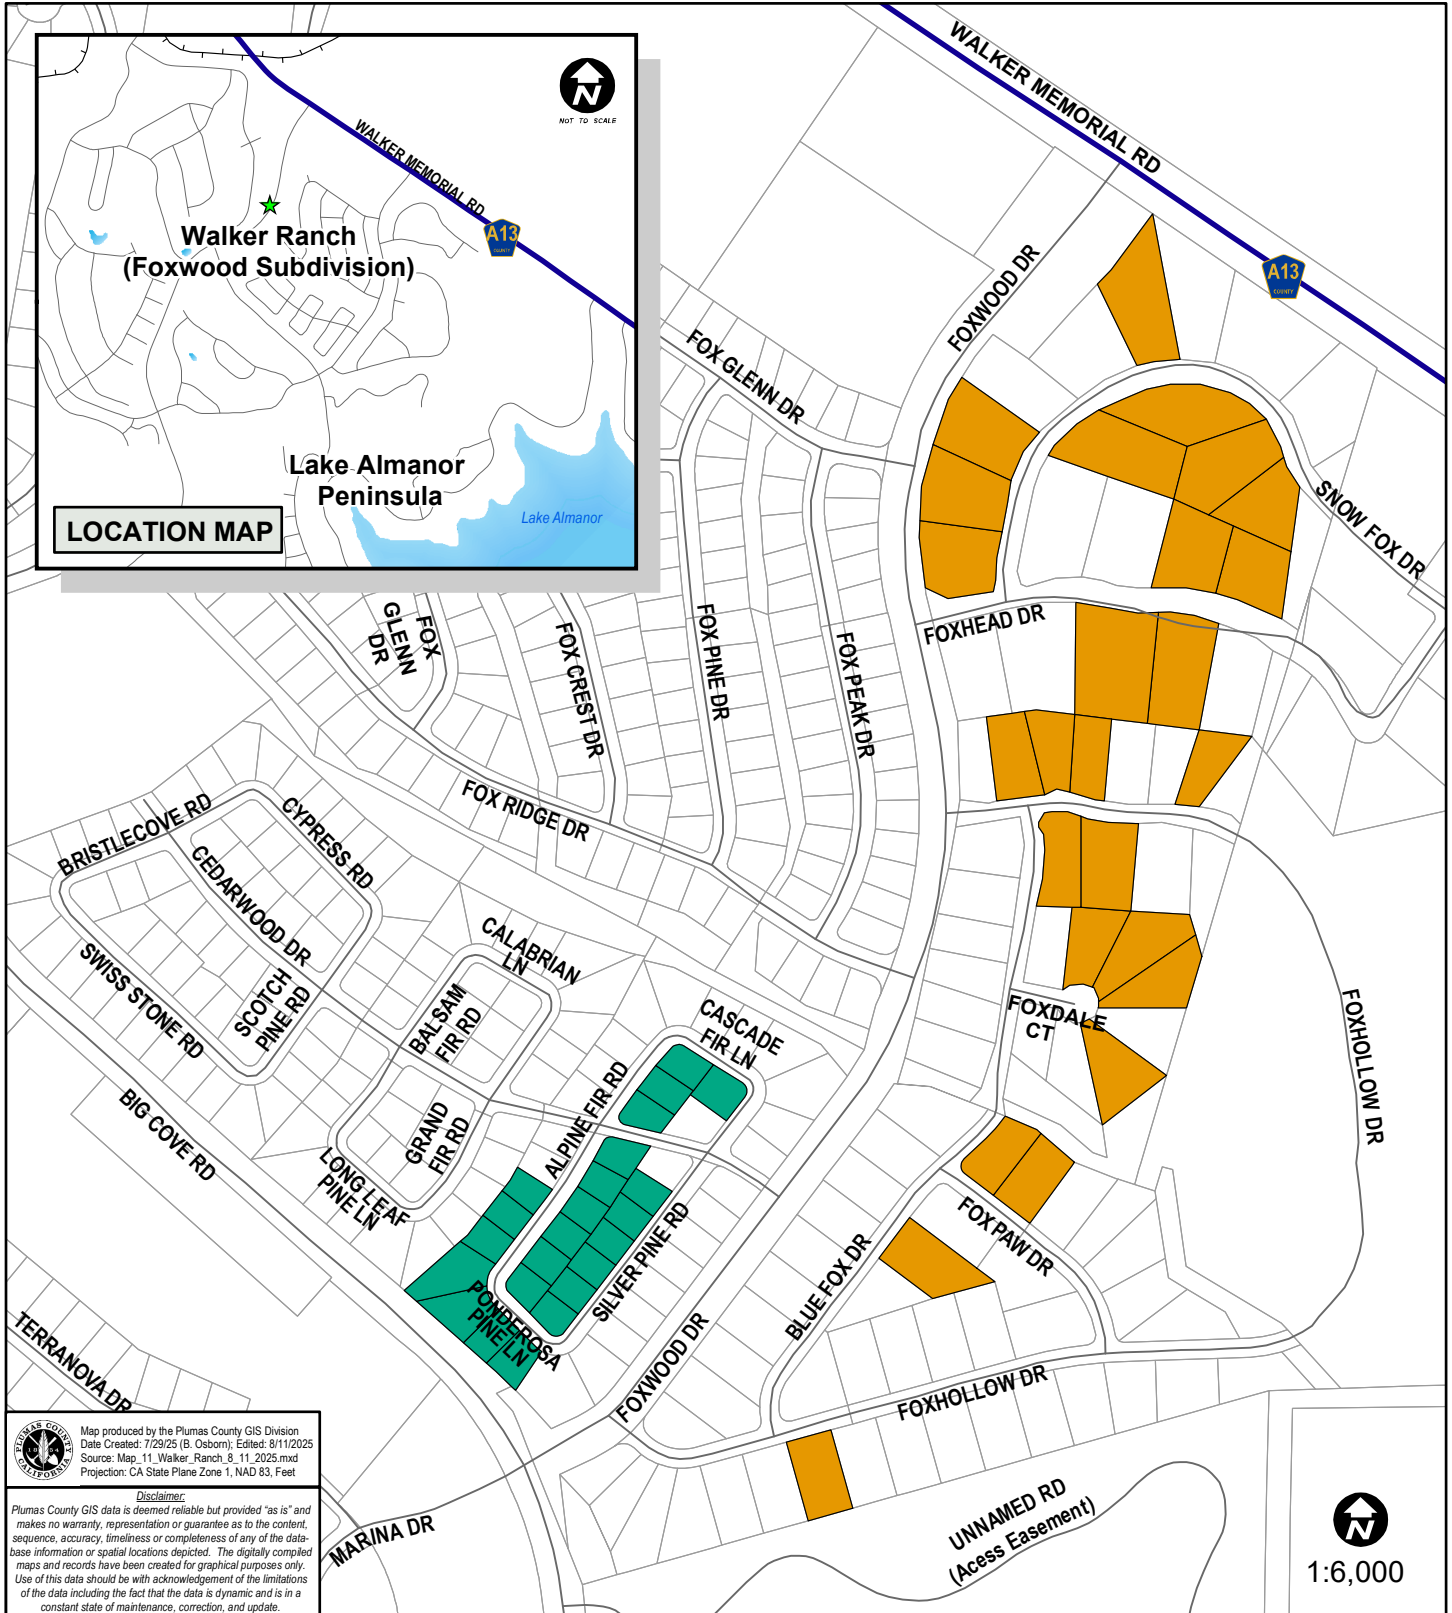 WALKER MEMORIAL RD
A13
COUNTY
N
NOT TO SCALE
WALKER MEMORIAL RD
A13
COUNTY
Walker Ranch
(Foxwood Subdivision)
Lake Almanor
Peninsula
Lake Almanor
LOCATION MAP
FOXWOOD DR
FOX GLENN DR
SNOW FOX DR
FOXHEAD DR
FOX
GLENN
DR
FOX CREST DR
FOX PINE DR
FOX PEAK DR
FOX RIDGE DR
BRISTLECOVE RD
CYPRESS RD
CEDARWOOD DR
SWISS STONE RD
SCOTCH
PINE RD
CALABRIAN
LN
BALSAM
FIR RD
GRAND
FIR RD
LONG LEAF
PINE LN
BIG COVE RD
CASCADE
FIR LN
ALPINE FIR RD
SILVER PINE RD
PONDEROSA
PINE LN
FOXDALE
CT
FOXHOLLOW DR
FOX PAW DR
BLUE FOX DR
FOXWOOD DR
FOXHOLLOW DR
TERRANOVA DR
MARINA DR
UNNAMED RD
(Acess Easement)
N
1:6,000
PLUMAS COUNTY
1854
CALIFORNIA
Map produced by the Plumas County GIS Division
Date Created: 7/29/25 (B. Osborn); Edited: 8/11/2025
Source: Map_11_Walker_Ranch_8_11_2025.mxd
Projection: CA State Plane Zone 1, NAD 83, Feet
Disclaimer:
Plumas County GIS data is deemed reliable but provided "as is" and
makes no warranty, representation or guarantee as to the content,
sequence, accuracy, timeliness or completeness of any of the data-
base information or spatial locations depicted. The digitally compiled
maps and records have been created for graphical purposes only.
Use of this data should be with acknowledgement of the limitations
of the data including the fact that the data is dynamic and is in a
constant state of maintenance, correction, and update.